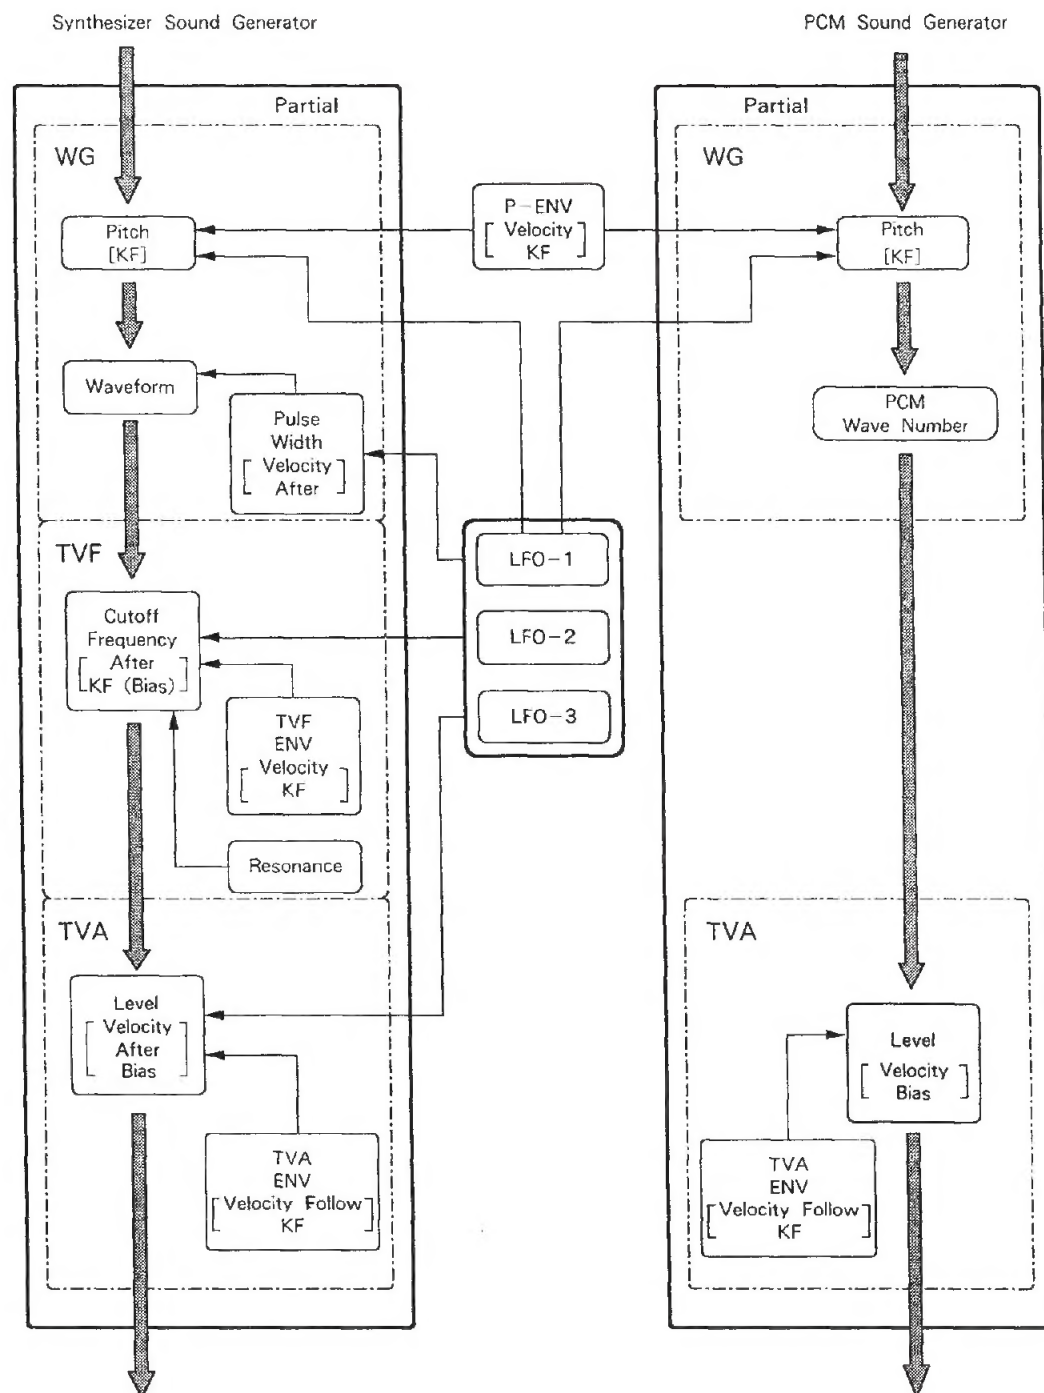 Synthesizer Sound Generator
PCM Sound Generator
Partial
WG
Pitch
[KF]
Waveform
Pulse
Width
[ Velocity
After ]
TVF
Cutoff
Frequency
[ After
KF (Bias) ]
TVF
ENV
[ Velocity
KF ]
Resonance
TVA
Level
[ Velocity
After
Bias ]
TVA
ENV
[ Velocity Follow
KF ]
P-ENV
[ Velocity
KF ]
LFO-1
LFO-2
LFO-3
Partial
WG
Pitch
[KF]
PCM
Wave Number
TVA
Level
[ Velocity
Bias ]
TVA
ENV
[ Velocity Follow
KF ]